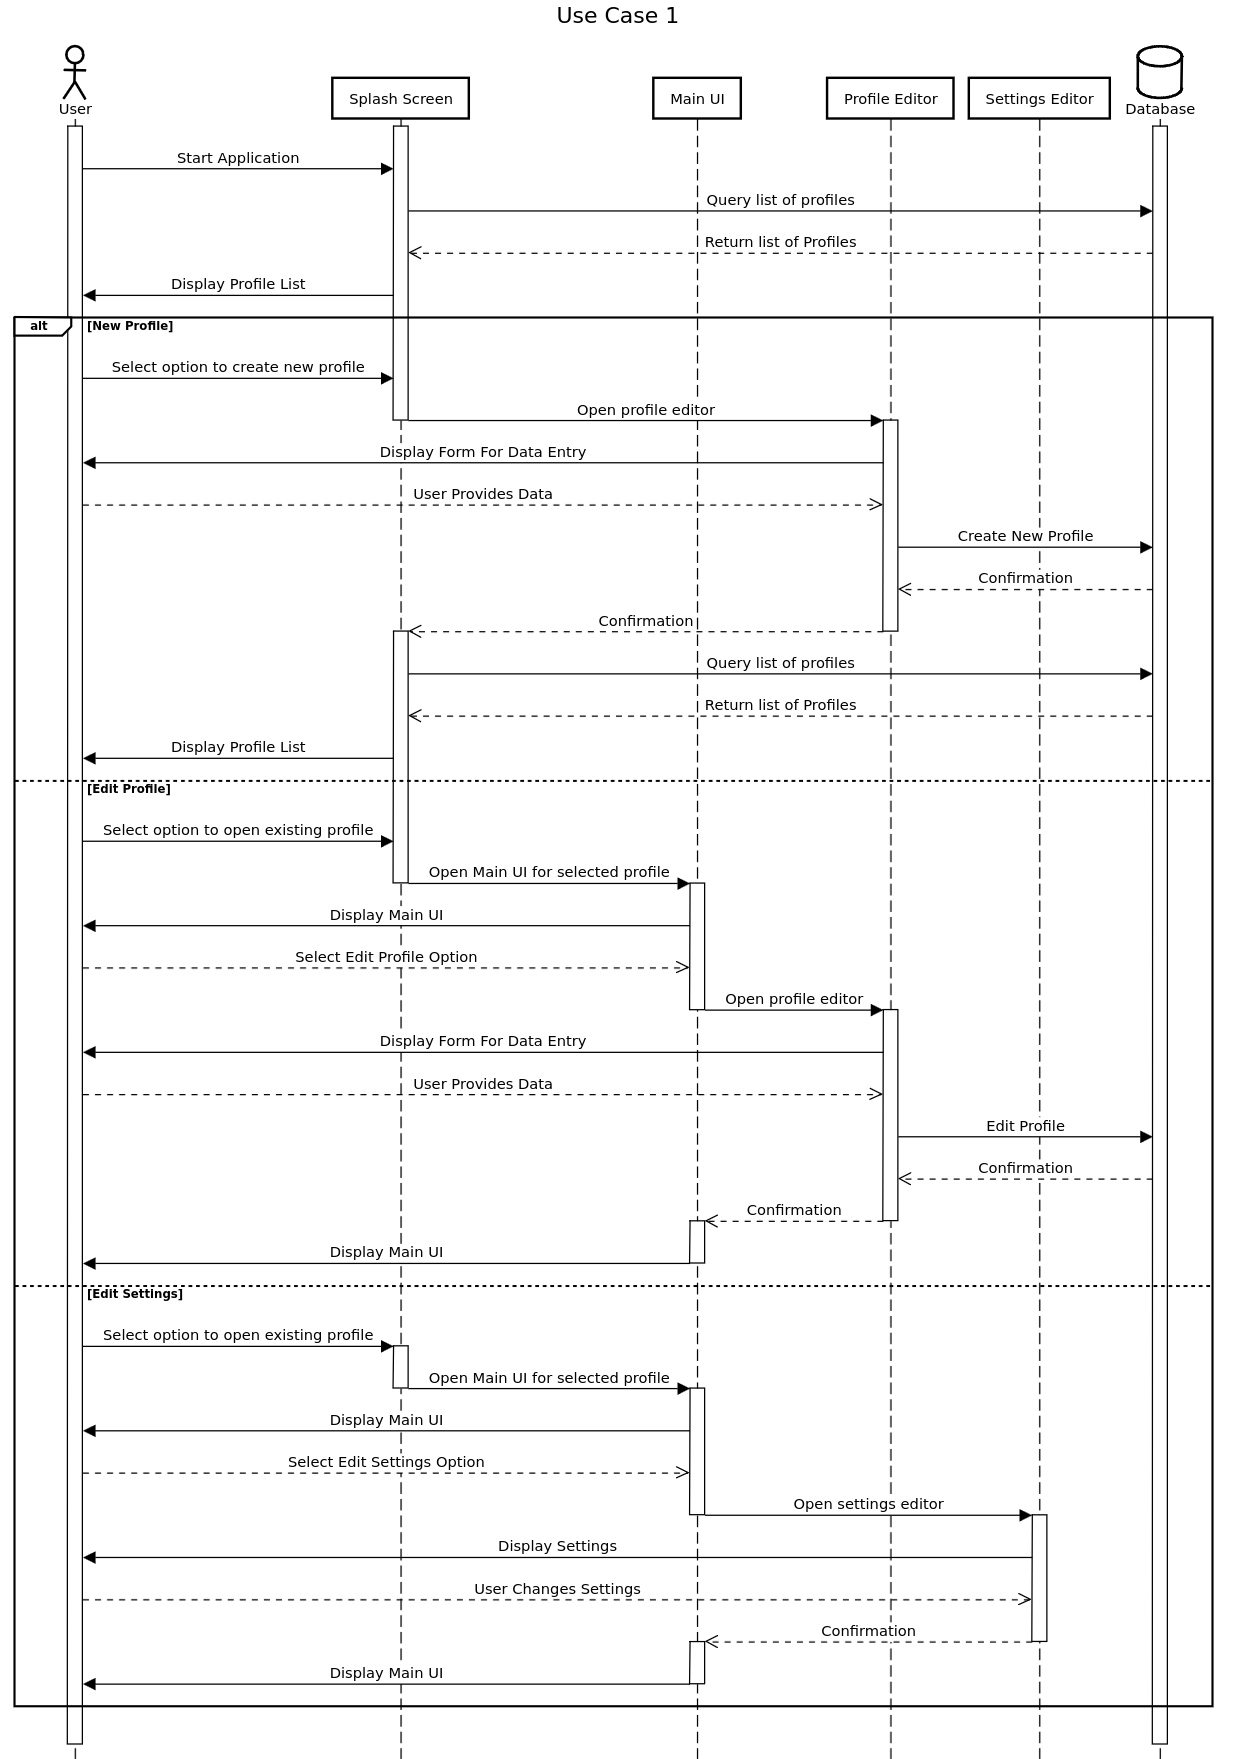 Use Case 1
User
Splash Screen
Main UI
Profile Editor
Settings Editor
Database
Start Application
Query list of profiles
Return list of Profiles
Display Profile List
alt
[New Profile]
Select option to create new profile
Open profile editor
Display Form For Data Entry
User Provides Data
Create New Profile
Confirmation
Confirmation
Query list of profiles
Return list of Profiles
Display Profile List
[Edit Profile]
Select option to open existing profile
Open Main UI for selected profile
Display Main UI
Select Edit Profile Option
Open profile editor
Display Form For Data Entry
User Provides Data
Edit Profile
Confirmation
Confirmation
Display Main UI
[Edit Settings]
Select option to open existing profile
Open Main UI for selected profile
Display Main UI
Select Edit Settings Option
Open settings editor
Display Settings
User Changes Settings
Confirmation
Display Main UI